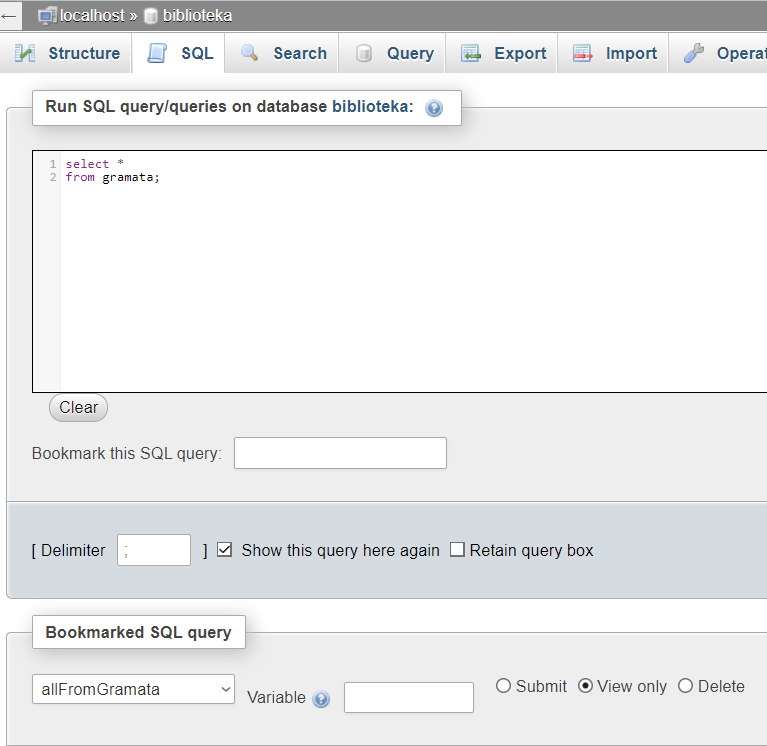 ← localhost » biblioteka
Structure SQL Search Query Export Import Operat
Run SQL query/queries on database biblioteka:
1 select *
2 from gramata;
Clear
Bookmark this SQL query:
[ Delimiter ; ] Show this query here again Retain query box
Bookmarked SQL query
allFromGramata Variable Submit View only Delete